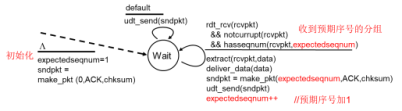 default
udt_send(sndpkt)
rdt_rcv(rcvpkt)
&& notcurrupt(rcvpkt)
&& hasseqnum(rcvpkt,expectedseqnum)
收到预期序号的分组
初始化
Λ
expectedseqnum=1
sndpkt =
make_pkt (0,ACK,chksum)
Wait
extract(rcvpkt,data)
deliver_data(data)
sndpkt = make_pkt(expectedseqnum,ACK,chksum)
udt_send(sndpkt)
expectedseqnum++ //预期序号加1